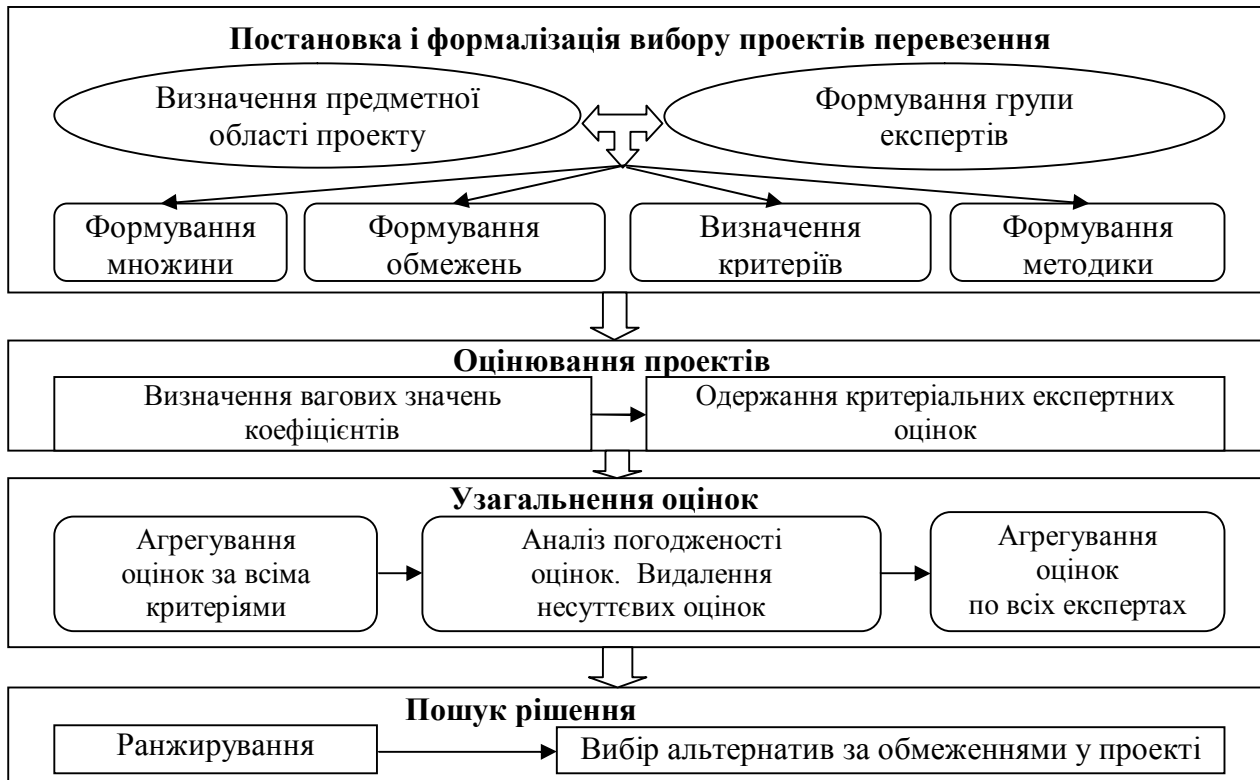 Постановка і формалізація вибору проектів перевезення
Визначення предметної
області проекту
Формування групи
експертів
Формування
множини
Формування
обмежень
Визначення
критеріїв
Формування
методики
Оцінювання проектів
Визначення вагових значень
коефіцієнтів
Одержання критеріальних експертних
оцінок
Узагальнення оцінок
Агрегування
оцінок за всіма
критеріями
Аналіз погодженості
оцінок. Видалення
несуттєвих оцінок
Агрегування
оцінок
по всіх експертах
Пошук рішення
Ранжирування
Вибір альтернатив за обмеженнями у проекті